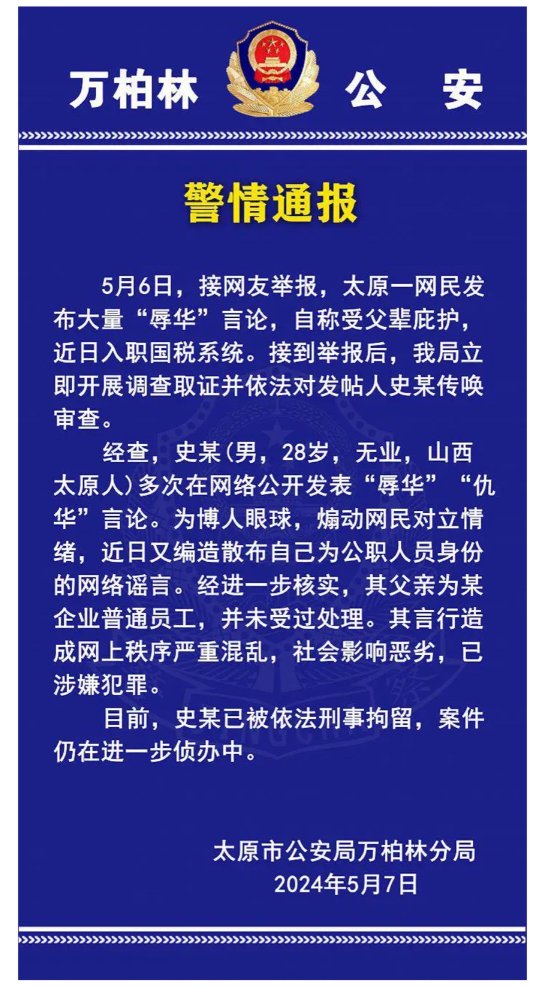 万柏林 公 安
警情通报
5月6日，接网友举报，太原一网民发
布大量“辱华”言论，自称受父辈庇护，
近日入职国税系统。接到举报后，我局立
即开展调查取证并依法对发帖人史某传唤
审查。
经查，史某(男，28岁，无业，山西
太原人)多次在网络公开发表“辱华”“仇
华”言论。为博人眼球，煽动网民对立情
绪，近日又编造散布自己为公职人员身份
的网络谣言。经进一步核实，其父亲为某
企业普通员工，并未受过处理。其言行造
成网上秩序严重混乱，社会影响恶劣，已
涉嫌犯罪。
目前，史某已被依法刑事拘留，案件
仍在进一步侦办中。
太原市公安局万柏林分局
2024年5月7日